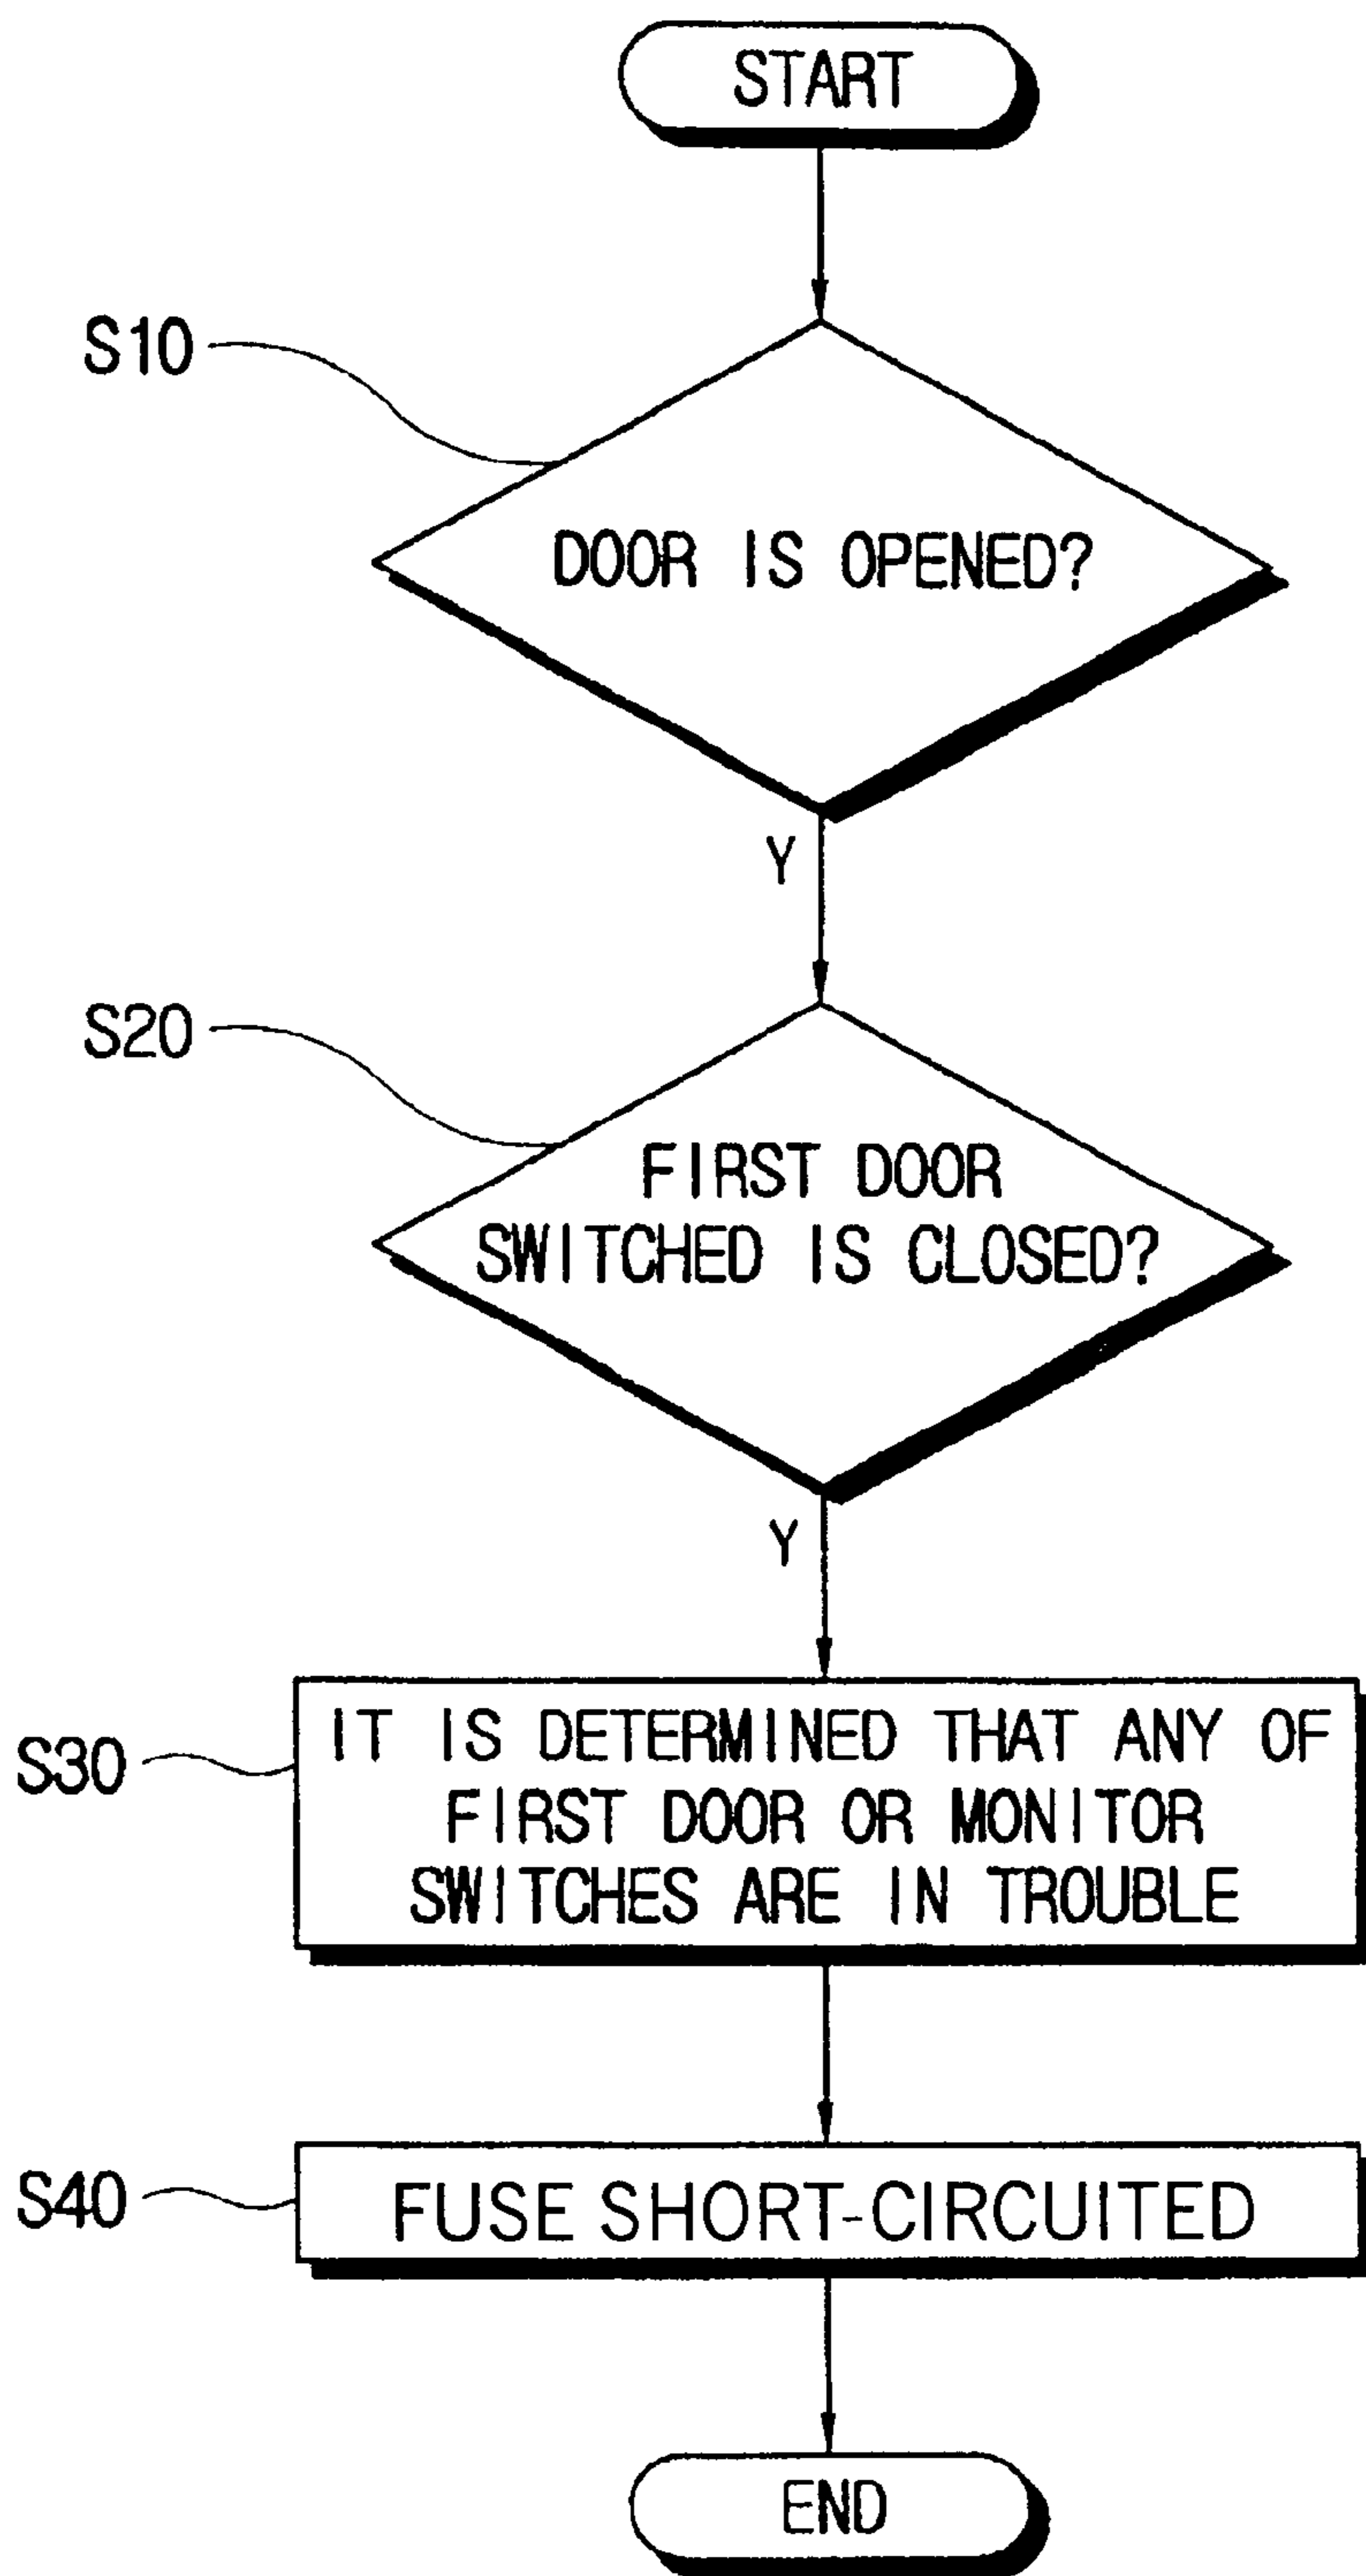 START
S10
DOOR IS OPENED?
Y
S20
FIRST DOOR
SWITCHED IS CLOSED?
Y
S30
IT IS DETERMINED THAT ANY OF
FIRST DOOR OR MONITOR
SWITCHES ARE IN TROUBLE
S40
FUSE SHORT-CIRCUITED
END